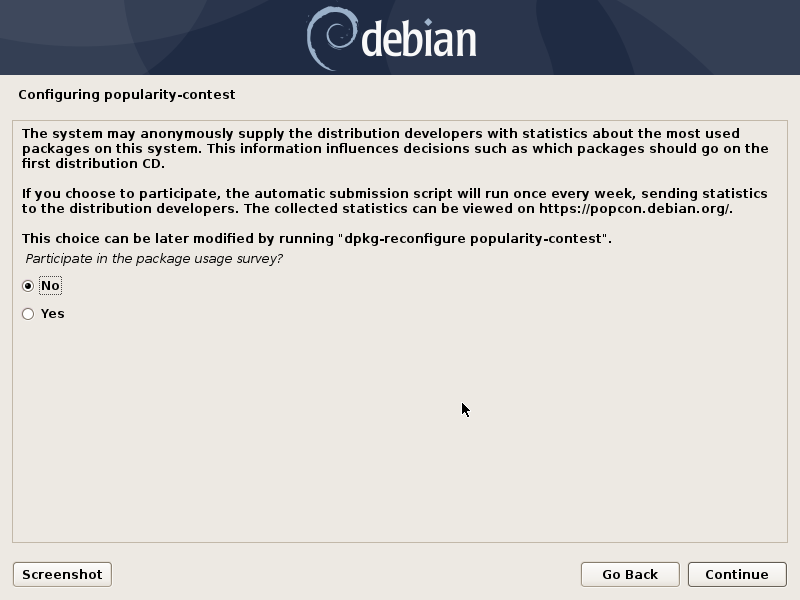 debian
Configuring popularity-contest
The system may anonymously supply the distribution developers with statistics about the most used
packages on this system. This information influences decisions such as which packages should go on the
first distribution CD.
If you choose to participate, the automatic submission script will run once every week, sending statistics
to the distribution developers. The collected statistics can be viewed on https://popcon.debian.org/.
This choice can be later modified by running "dpkg-reconfigure popularity-contest".
Participate in the package usage survey?
No
Yes
Screenshot
Go Back
Continue